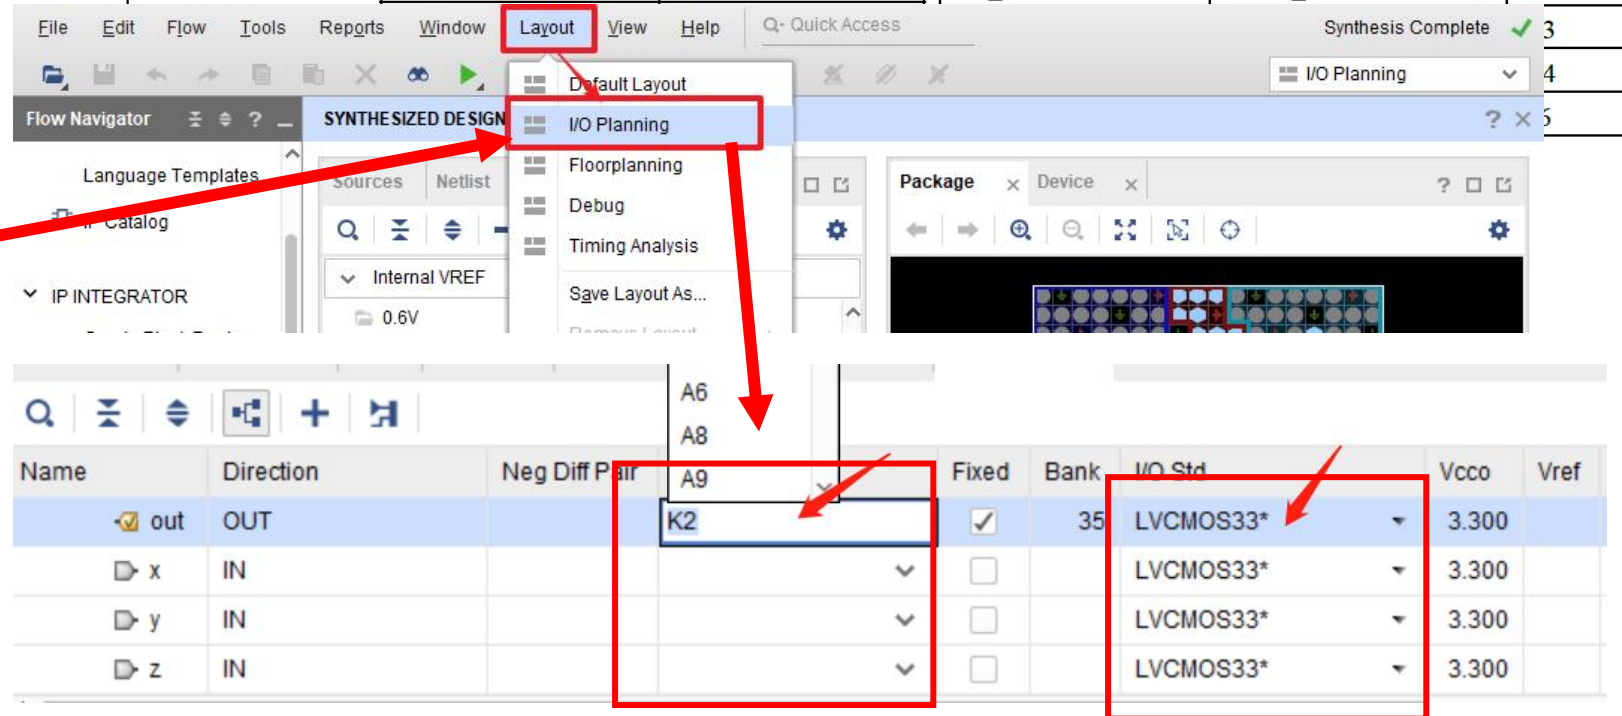 File Edit Flow Tools Reports Window Layout View Help Q- Quick Access Synthesis Complete 3
Default Layout I/O Planning 4
Flow Navigator ? SYNTHESIZED DESIGN I/O Planning ? 6
Language Templates Sources Netlist Floorplanning Package Device ?
IP Catalog Debug
Timing Analysis
IP INTEGRATOR Internal VREF Save Layout As...
0.6V
A6
A8
Name Direction Neg Diff Pair A9 Fixed Bank I/O Std Vcco Vref
out OUT K2 35 LVCMOS33* 3.300
x IN LVCMOS33* 3.300
y IN LVCMOS33* 3.300
z IN LVCMOS33* 3.300